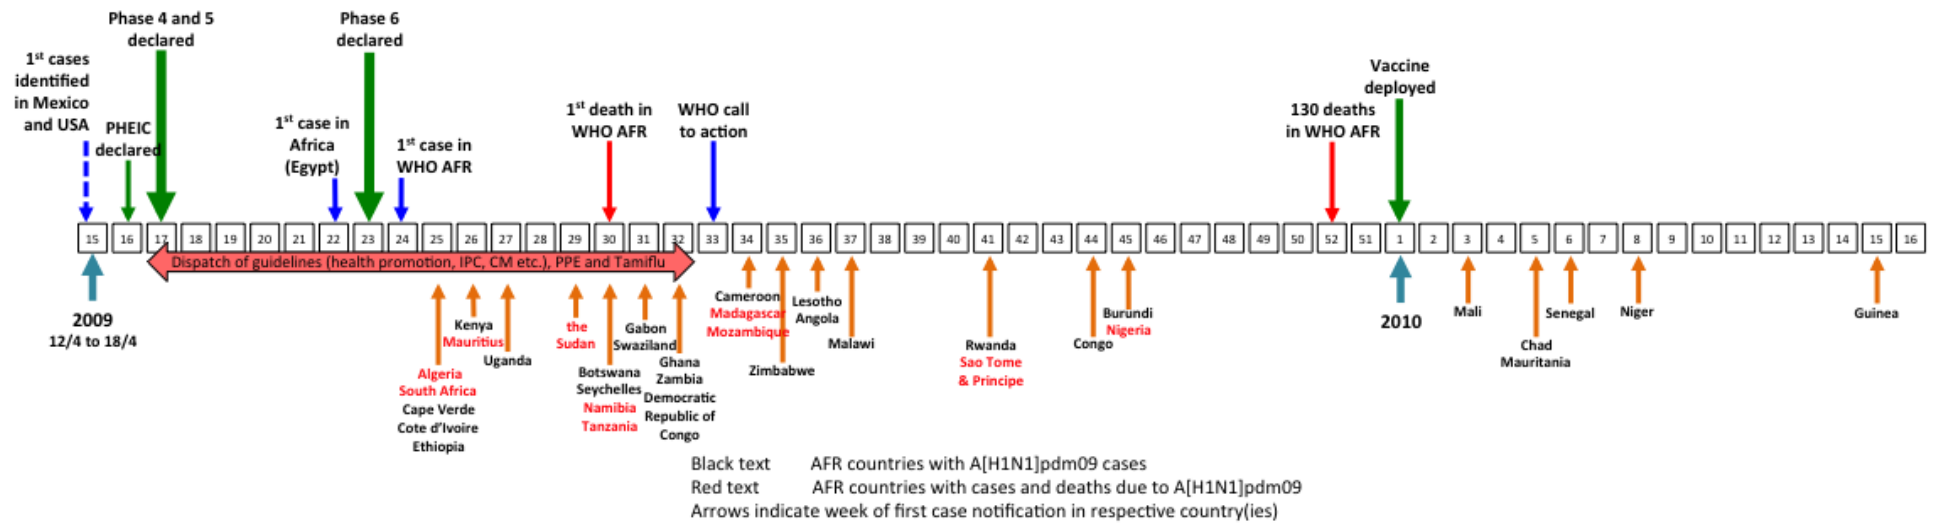 Phase 4 and 5
declared
Phase 6
declared
1st cases
identified
in Mexico
and USA
PHEIC
declared
1st case in
Africa
(Egypt)
1st case in
WHO AFR
1st death in
WHO AFR
WHO call
to action
130 deaths
in WHO AFR
Vaccine
deployed
15 16 17 18 19 20 21 22 23 24 25 26 27 28 29 30 31 32 33 34 35 36 37 38 39 40 41 42 43 44 45 46 47 48 49 50 52 51 1 2 3 4 5 6 7 8 9 10 11 12 13 14 15 16
Dispatch of guidelines (health promotion, IPC, CM etc.), PPE and Tamiflu
2009
12/4 to 18/4
Algeria
South Africa
Cape Verde
Cote d'Ivoire
Ethiopia
Kenya
Mauritius
Uganda
the
Sudan
Botswana
Seychelles
Namibia
Tanzania
Gabon
Swaziland
Ghana
Zambia
Democratic
Republic of
Congo
Cameroon
Madagascar
Mozambique
Zimbabwe
Lesotho
Angola
Malawi
Rwanda
Sao Tome
& Principe
Congo
Burundi
Nigeria
2010
Mali
Chad
Mauritania
Senegal
Niger
Guinea
Black text AFR countries with A[H1N1]pdm09 cases
Red text AFR countries with cases and deaths due to A[H1N1]pdm09
Arrows indicate week of first case notification in respective country(ies)